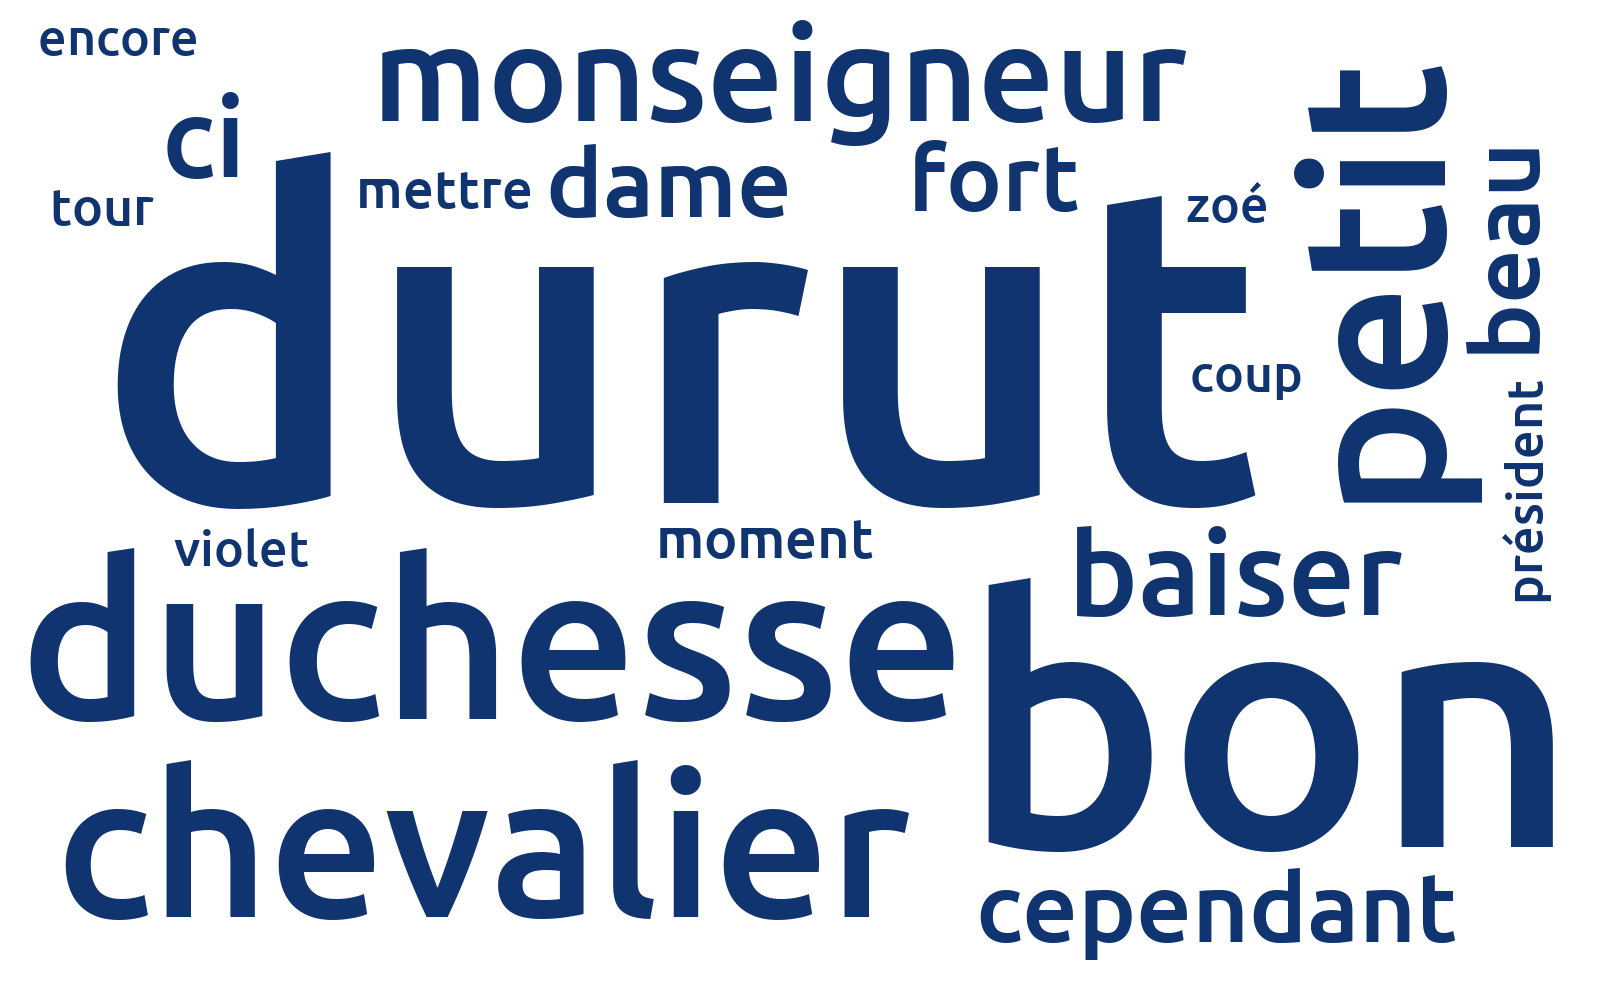 encore
monseigneur
ci
petit
mettre
dame
fort
beau
tour
zoé
durut
coup
président
violet
moment
baiser
duchesse
bon
chevalier
cependant